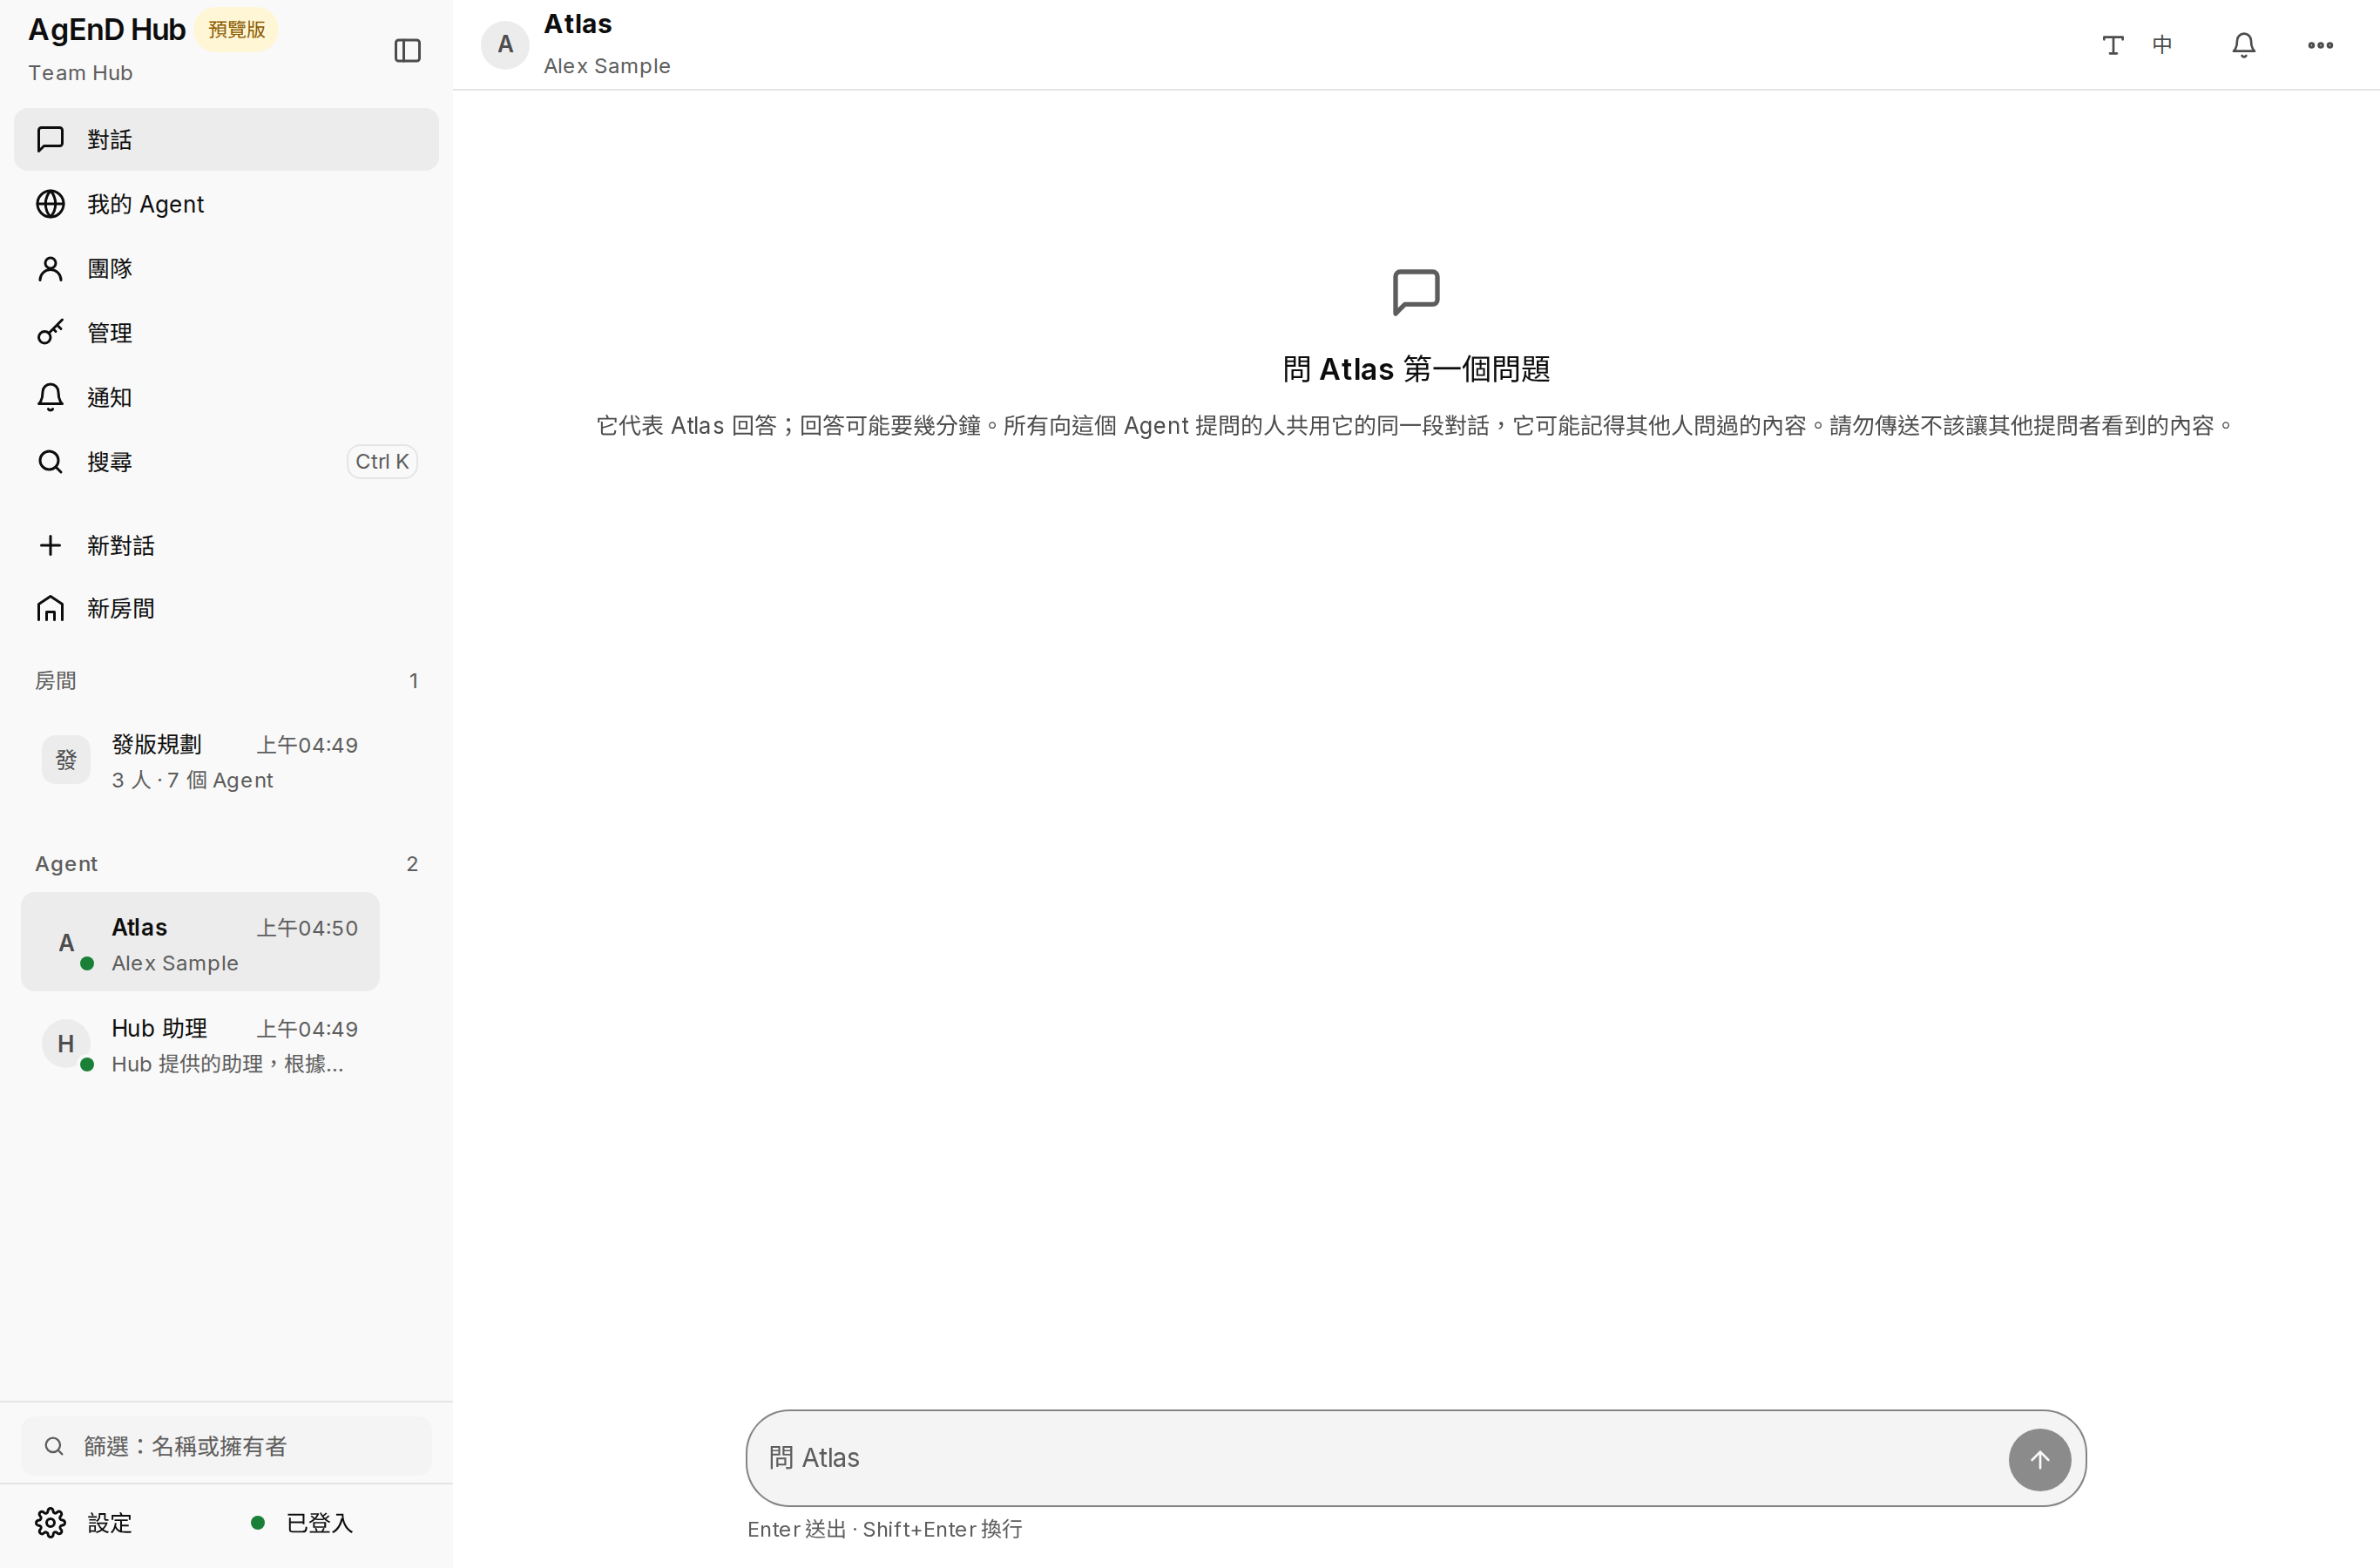 AgEnD Hub 預覽版
Team Hub
對話
我的 Agent
團隊
管理
通知
搜尋 Ctrl K
新對話
新房間
房間 1
發 發版規劃 上午04:49
3 人 · 7 個 Agent
Agent 2
A Atlas 上午04:50
Alex Sample
H Hub 助理 上午04:49
Hub 提供的助理，根據...
篩選：名稱或擁有者
設定 已登入
A Atlas
Alex Sample
中
問 Atlas 第一個問題
它代表 Atlas 回答；回答可能要幾分鐘。所有向這個 Agent 提問的人共用它的同一段對話，它可能記得其他人問過的內容。請勿傳送不該讓其他提問者看到的內容。
問 Atlas
Enter 送出 · Shift+Enter 換行